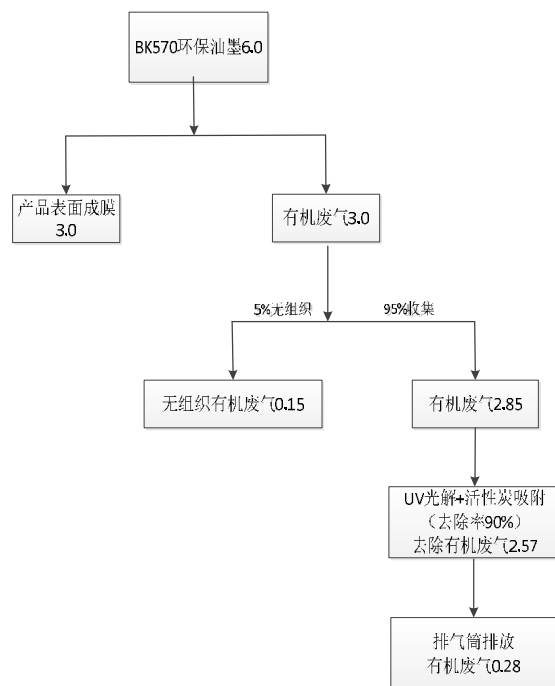 BK570环保油墨6.0
产品表面成膜
3.0
有机废气3.0
5%无组织
95%收集
无组织有机废气0.15
有机废气2.85
UV光解+活性炭吸附
（去除率90%）
去除有机废气2.57
排气筒排放
有机废气0.28